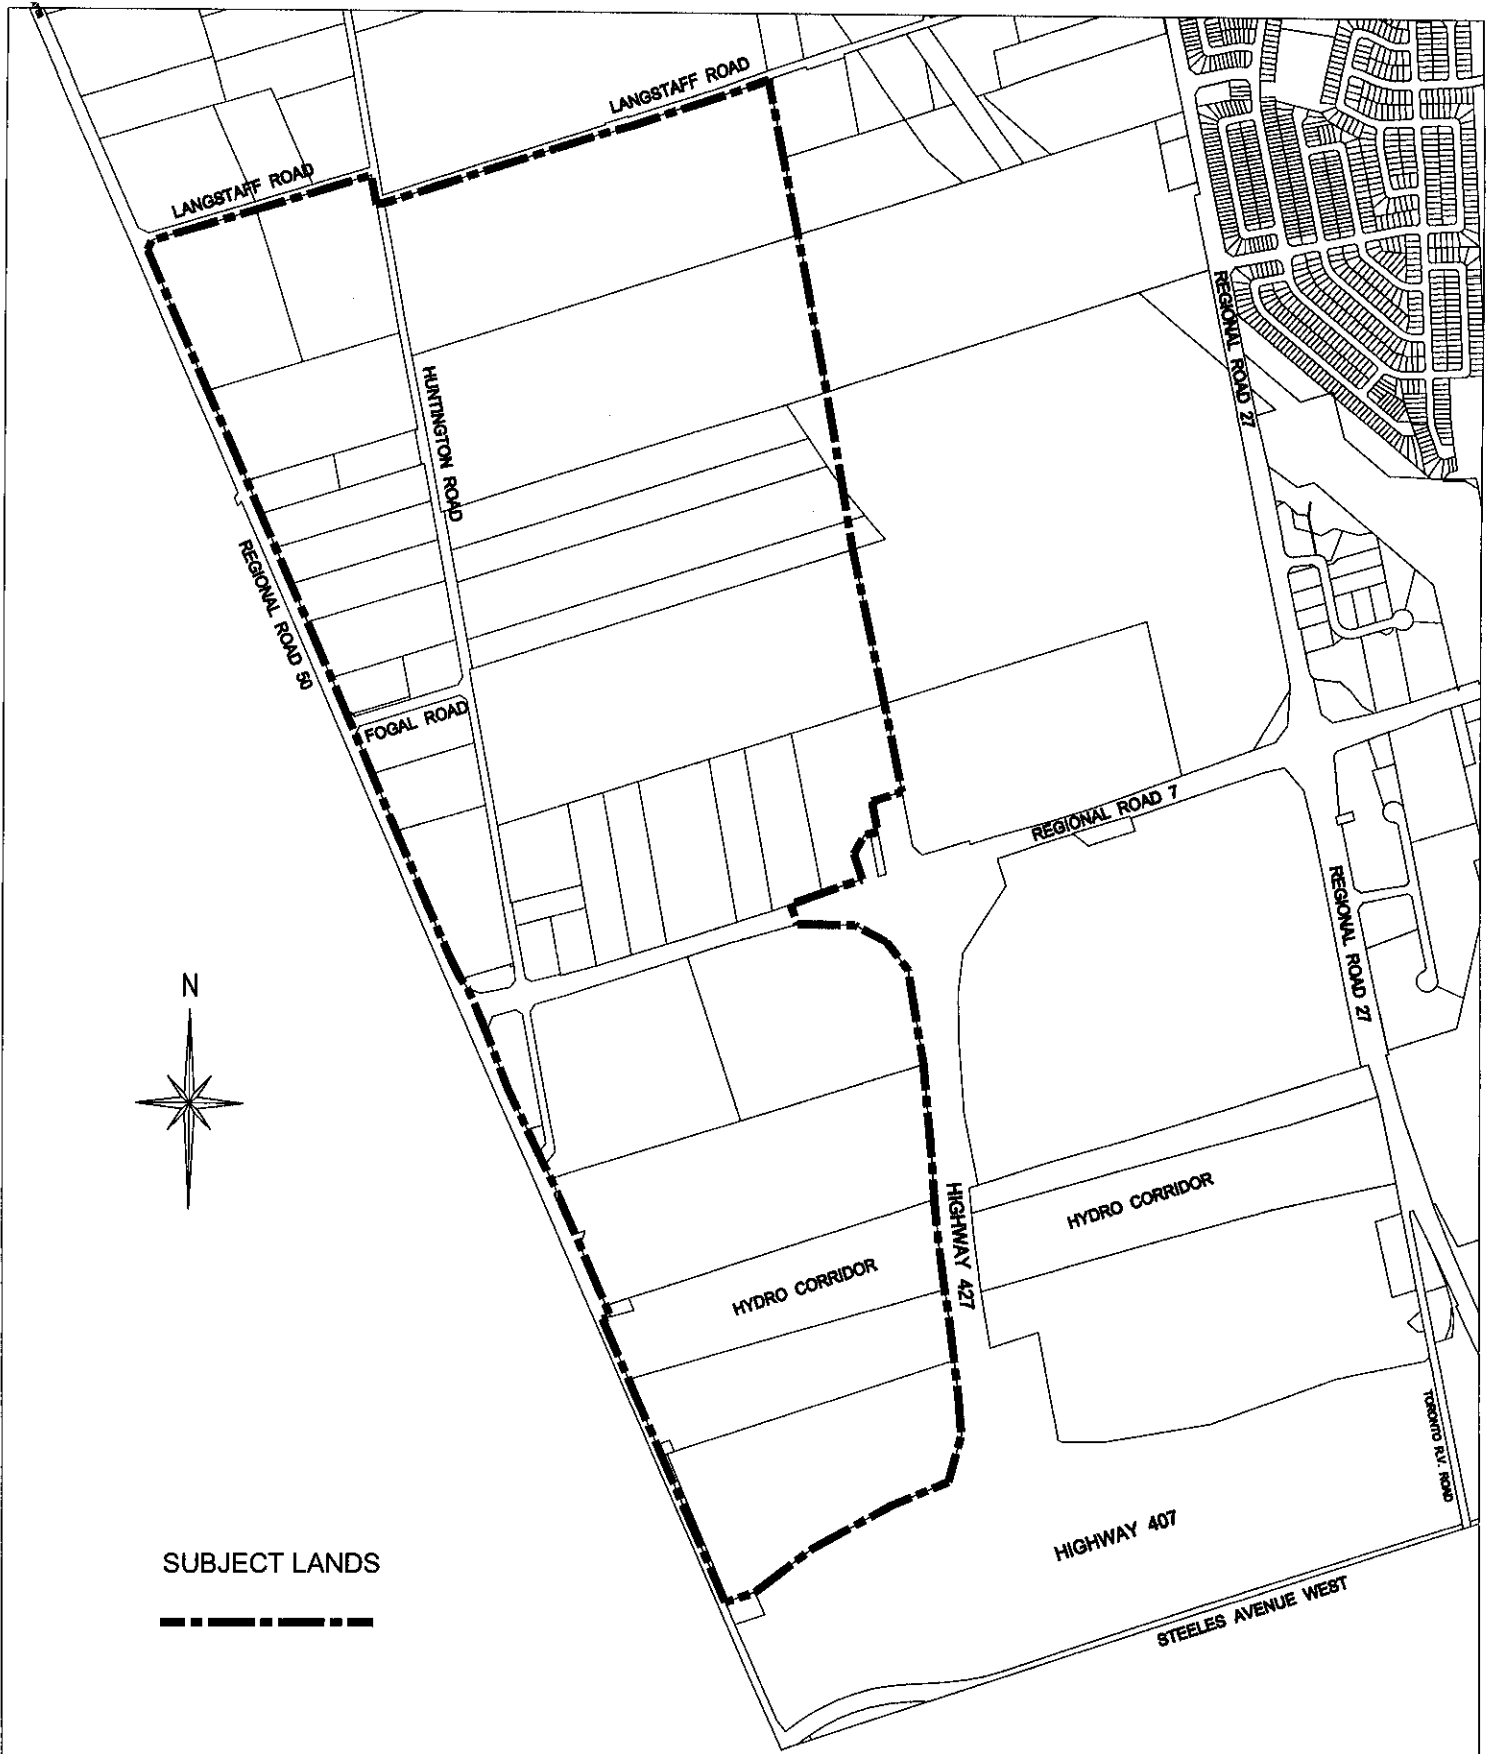 LANGSTAFF ROAD
LANGSTAFF ROAD
REGIONAL ROAD 27
HUNTINGTON ROAD
REGIONAL ROAD 50
FOGAL ROAD
REGIONAL ROAD 7
REGIONAL ROAD 27
N
HIGHWAY 427
HYDRO CORRIDOR
HYDRO CORRIDOR
TORONTO R.V. ROAD
HIGHWAY 407
SUBJECT LANDS
STEELES AVENUE WEST